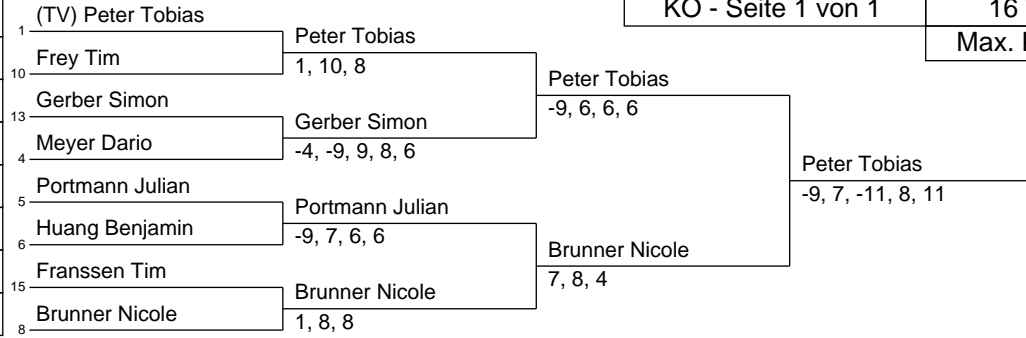 KO - Seite 1 von 1
16
Max.
(TV) Peter Tobias
1
Peter Tobias
Frey Tim
1, 10, 8
10
Peter Tobias
Gerber Simon
-9, 6, 6, 6
13
Gerber Simon
Meyer Dario
-4, -9, 9, 8, 6
4
Peter Tobias
Portmann Julian
-9, 7, -11, 8, 11
5
Portmann Julian
Huang Benjamin
-9, 7, 6, 6
6
Brunner Nicole
Franssen Tim
7, 8, 4
15
Brunner Nicole
Brunner Nicole
1, 8, 8
8